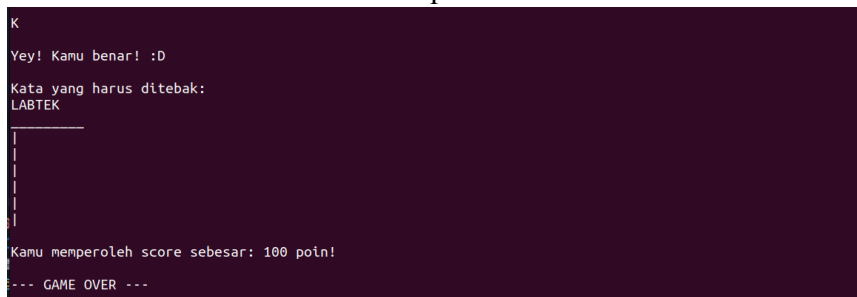 K
Yey! Kamu benar! :D
Kata yang harus ditebak:
LABTEK
_________
|
|
|
|
|
|
Kamu memperoleh score sebesar: 100 poin!
--- GAME OVER ---